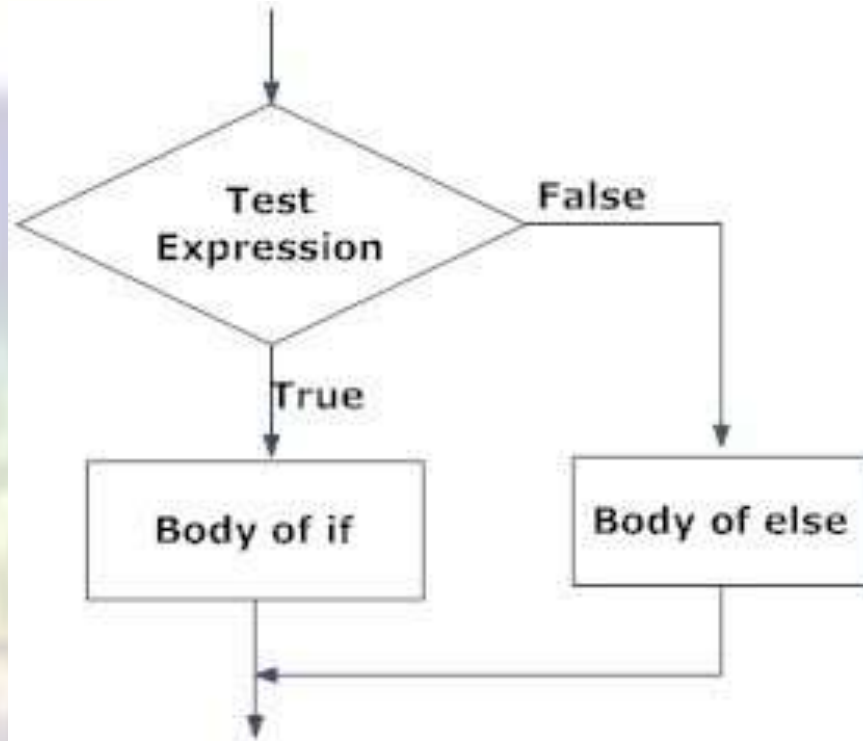 Test
Expression
False
True
Body of if
Body of else